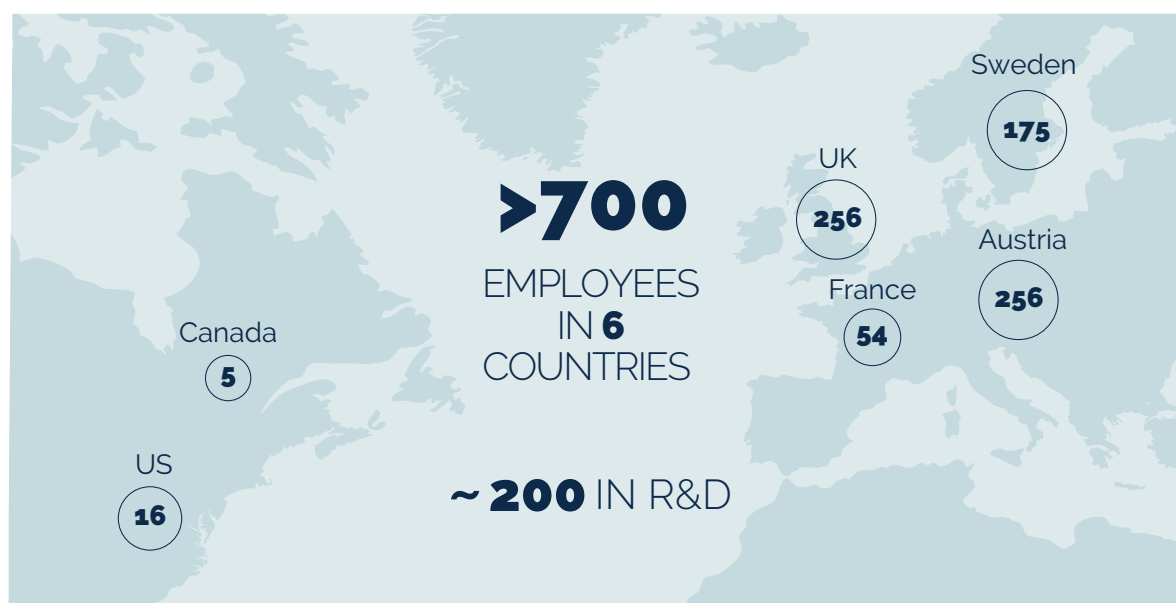 Sweden
175
UK
256
>700
Austria
256
EMPLOYEES
IN 6
COUNTRIES
France
54
Canada
5
US
16
~ 200 IN R&D